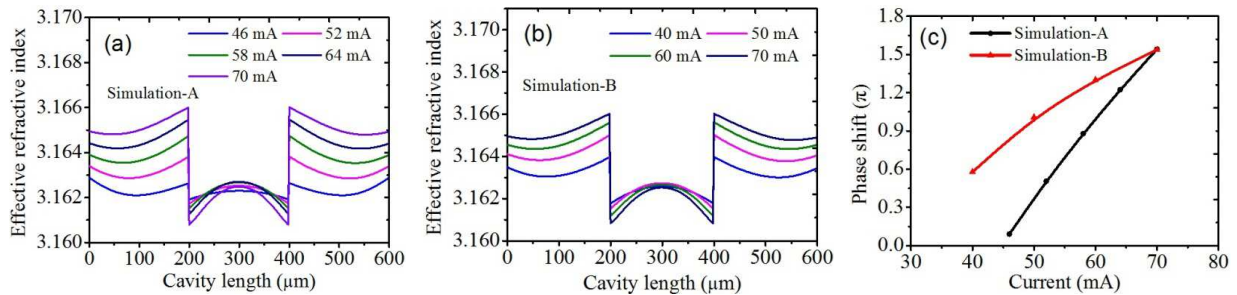 (a)
46 mA
52 mA
58 mA
64 mA
70 mA
Simulation-A
3.170
3.168
3.166
3.164
3.162
3.160
Effective refractive index
0 100 200 300 400 500 600
Cavity length (µm)
(b)
40 mA
50 mA
60 mA
70 mA
Simulation-B
3.170
3.168
3.166
3.164
3.162
3.160
Effective refractive index
0 100 200 300 400 500 600
Cavity length (µm)
(c)
Simulation-A
Simulation-B
1.8
1.5
1.2
0.9
0.6
0.3
0.0
Phase shift (π)
30 40 50 60 70 80
Current (mA)